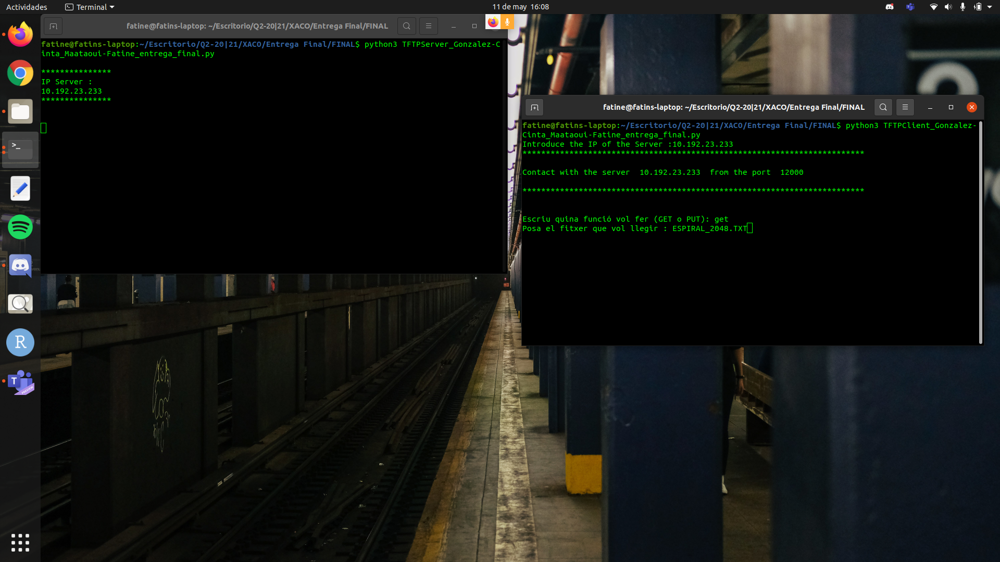 Actividades
Terminal
11 de may 16:08
fatine@fatins-laptop: ~/Escritorio/Q2-20|21/XACO/Entrega Final/FINAL
fatine@fatins-laptop:~/Escritorio/Q2-20|21/XACO/Entrega Final/FINAL$ python3 TFTPServer_Gonzalez-C
inta_Maataoui-Fatine_entrega_final.py
***************
IP Server :
10.192.23.233
***************
fatine@fatins-laptop: ~/Escritorio/Q2-20|21/XACO/Entrega Final/FINAL
fatine@fatins-laptop:~/Escritorio/Q2-20|21/XACO/Entrega Final/FINAL$ python3 TFTPClient_Gonzalez-
Cinta_Maataoui-Fatine_entrega_final.py
Introduce the IP of the Server :10.192.23.233
*************************************************************************
Contact with the server  10.192.23.233  from the port  12000
*************************************************************************
Escriu quina funció vol fer (GET o PUT): get
Posa el fitxer que vol llegir : ESPIRAL_2048.TXT
>_
R
T
PREVIEW